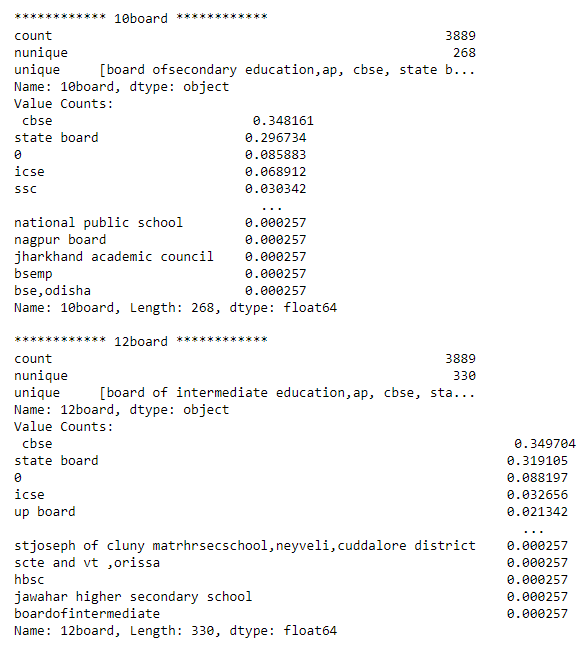 ************ 10board ************
count                                                    3889
nunique                                                   268
unique     [board ofsecondary education,ap, cbse, state b...
Name: 10board, dtype: object
Value Counts:
 cbse                          0.348161
state board                   0.296734
0                             0.085883
icse                          0.068912
ssc                           0.030342
                                ...
national public school        0.000257
nagpur board                  0.000257
jharkhand academic council    0.000257
bsemp                         0.000257
bse,odisha                    0.000257
Name: 10board, Length: 268, dtype: float64
************ 12board ************
count                                                    3889
nunique                                                   330
unique     [board of intermediate education,ap, cbse, sta...
Name: 12board, dtype: object
Value Counts:
 cbse                                                            0.349704
state board                                                     0.319105
0                                                               0.088197
icse                                                            0.032656
up board                                                        0.021342
                                                                  ...
stjoseph of cluny matrhrsecschool,neyveli,cuddalore district    0.000257
scte and vt ,orissa                                             0.000257
hbsc                                                            0.000257
jawahar higher secondary school                                 0.000257
boardofintermediate                                             0.000257
Name: 12board, Length: 330, dtype: float64